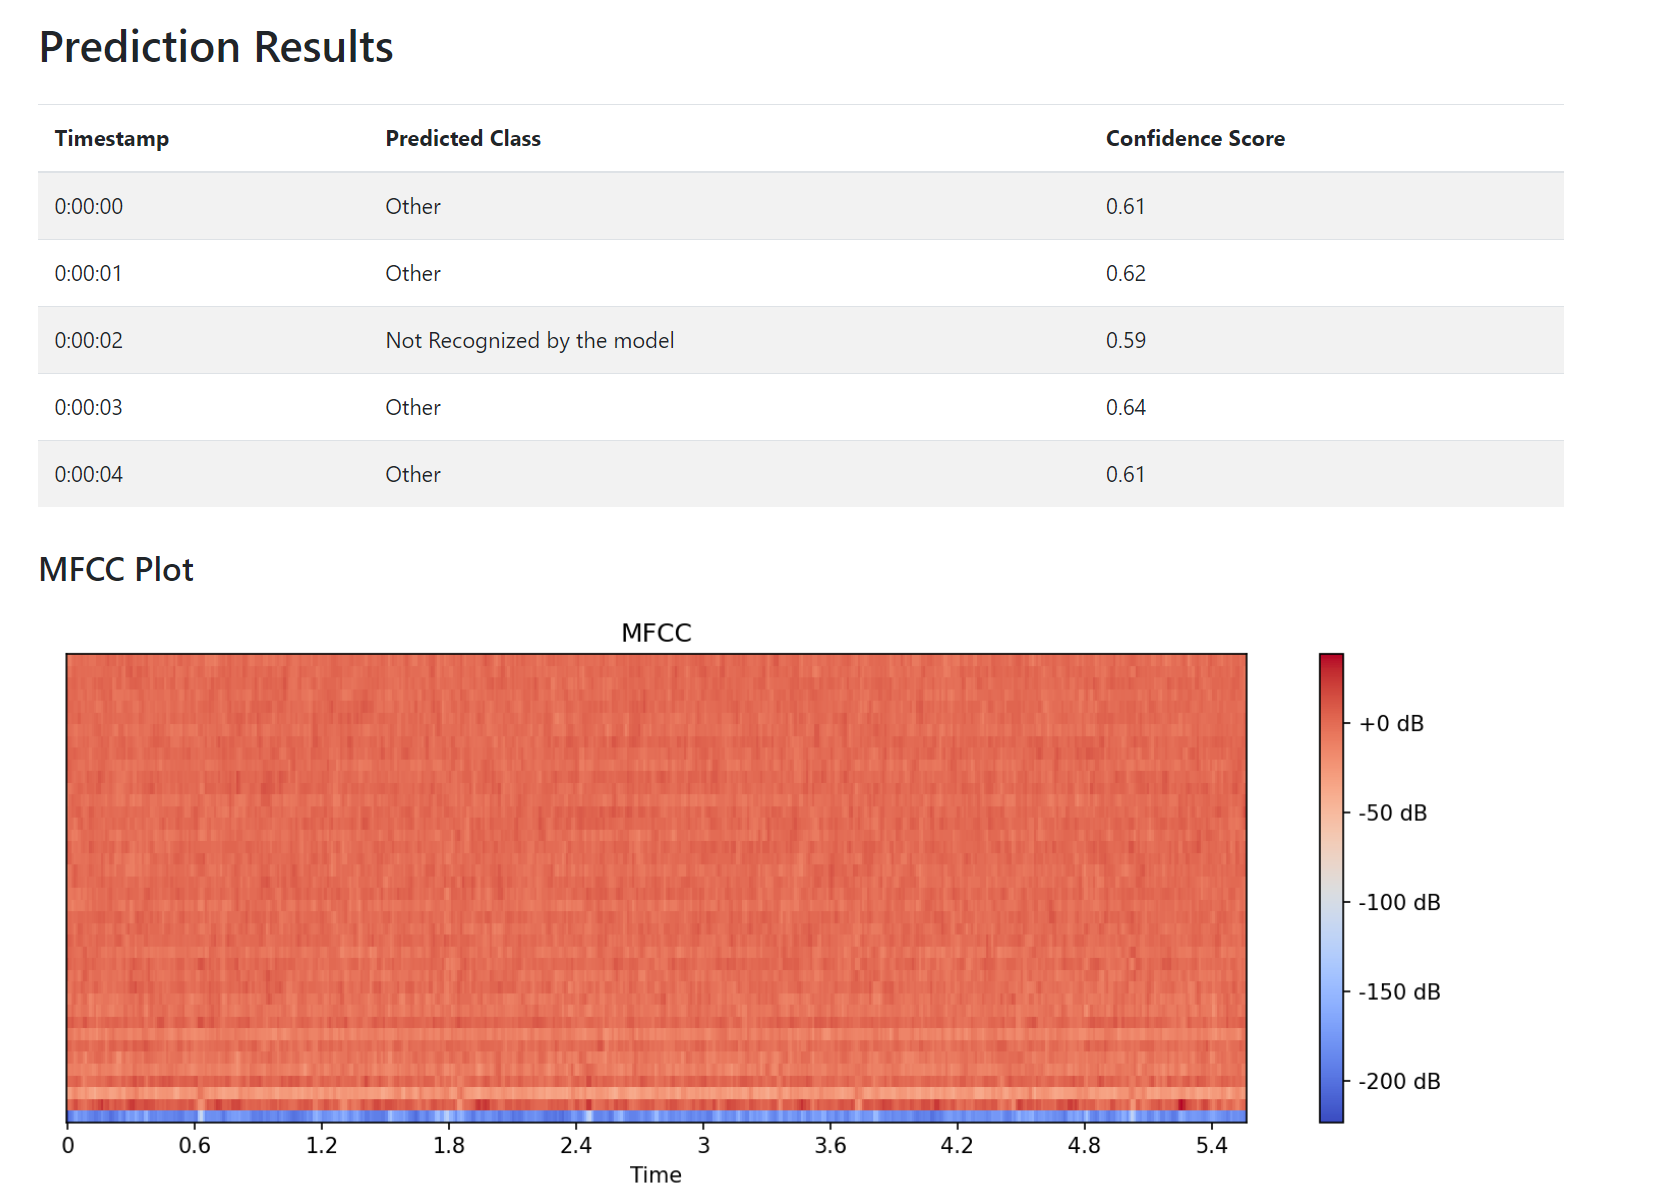 Prediction Results
Timestamp Predicted Class Confidence Score
0:00:00 Other 0.61
0:00:01 Other 0.62
0:00:02 Not Recognized by the model 0.59
0:00:03 Other 0.64
0:00:04 Other 0.61
MFCC Plot
MFCC
+0 dB
-50 dB
-100 dB
-150 dB
-200 dB
0 0.6 1.2 1.8 2.4 3 3.6 4.2 4.8 5.4
Time